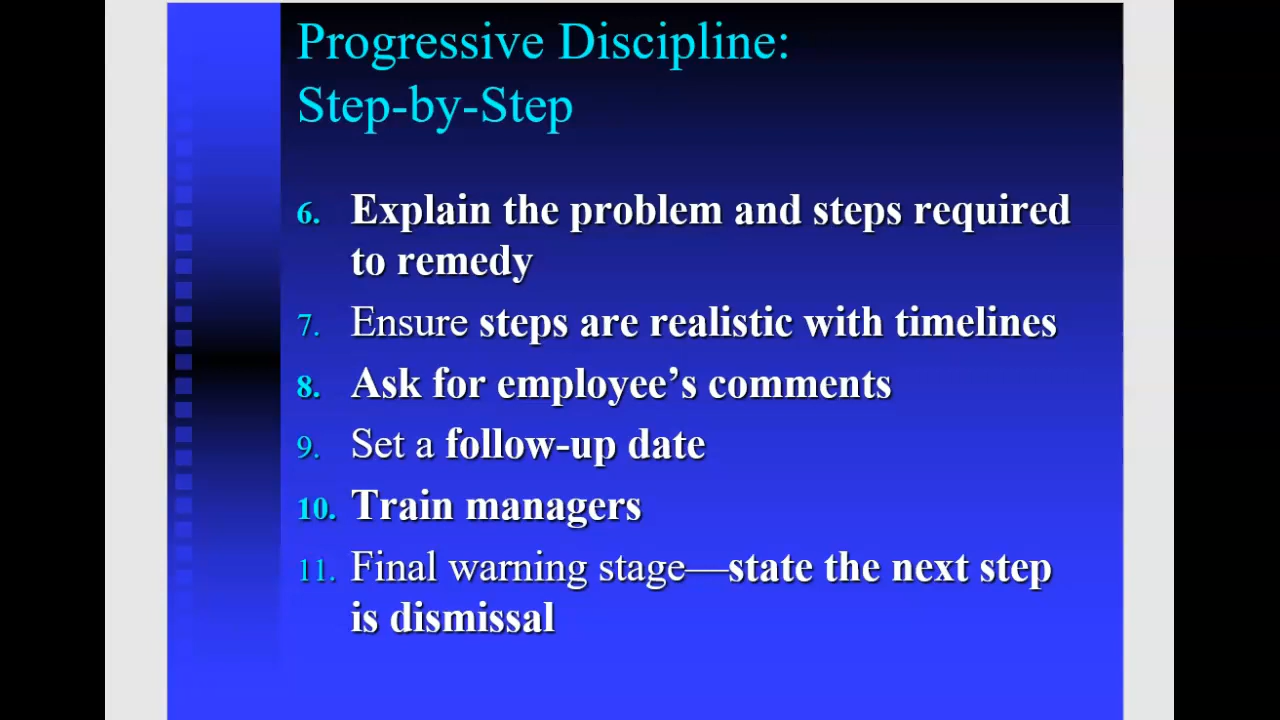 Progressive Discipline:
Step-by-Step
6. Explain the problem and steps required
to remedy
7. Ensure steps are realistic with timelines
8. Ask for employee’s comments
9. Set a follow-up date
10. Train managers
11. Final warning stage—state the next step
is dismissal